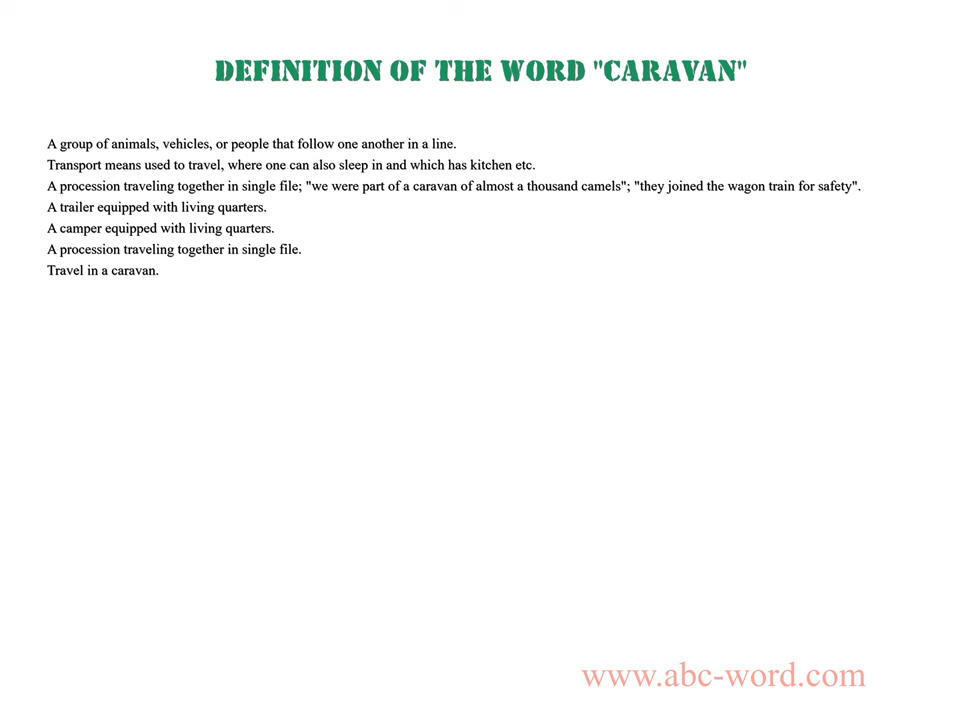 DEFINITION OF THE WORD "CARAVAN"
A group of animals, vehicles, or people that follow one another in a line.
Transport means used to travel, where one can also sleep in and which has kitchen etc.
A procession traveling together in single file; "we were part of a caravan of almost a thousand camels"; "they joined the wagon train for safety".
A trailer equipped with living quarters.
A camper equipped with living quarters.
A procession traveling together in single file.
Travel in a caravan.
www.abc-word.com